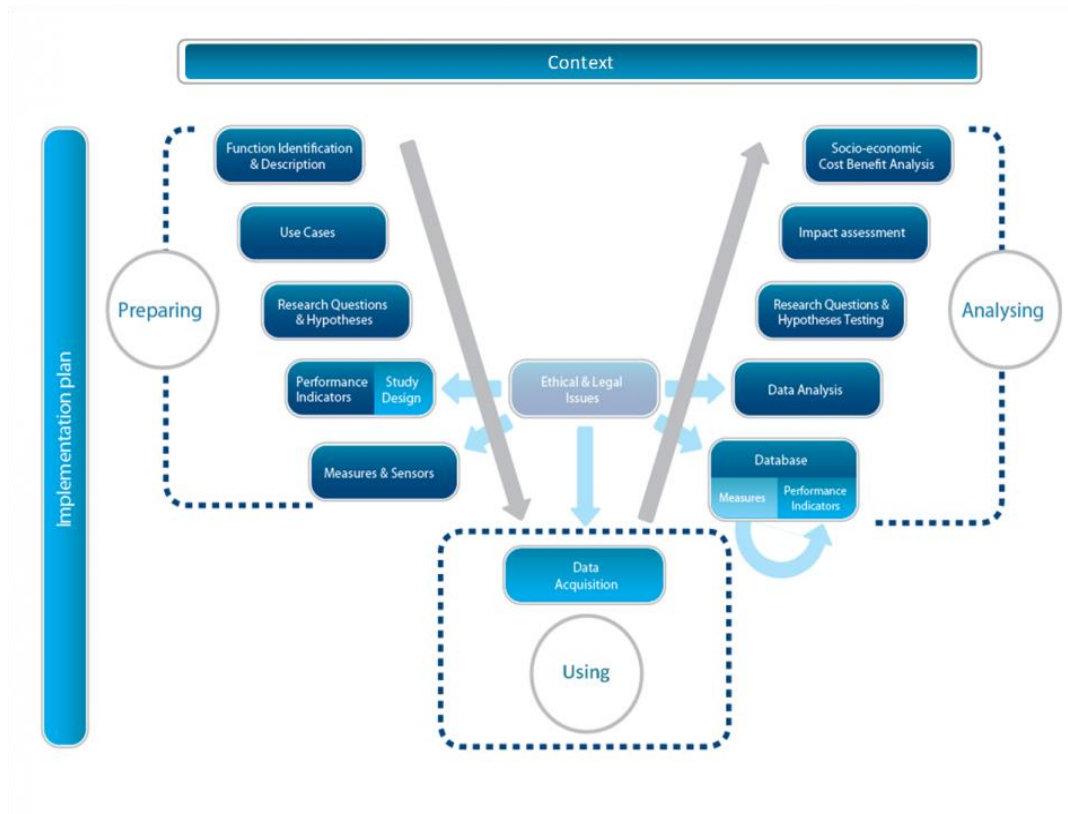 Context
Implementation plan
Preparing
Function Identification
& Description
Use Cases
Research Questions
& Hypotheses
Performance
Indicators
Study
Design
Measures & Sensors
Ethical & Legal
Issues
Data
Acquisition
Using
Socio-economic
Cost Benefit Analysis
Impact assessment
Research Questions &
Hypotheses Testing
Data Analysis
Database
Measures
Performance
Indicators
Analysing